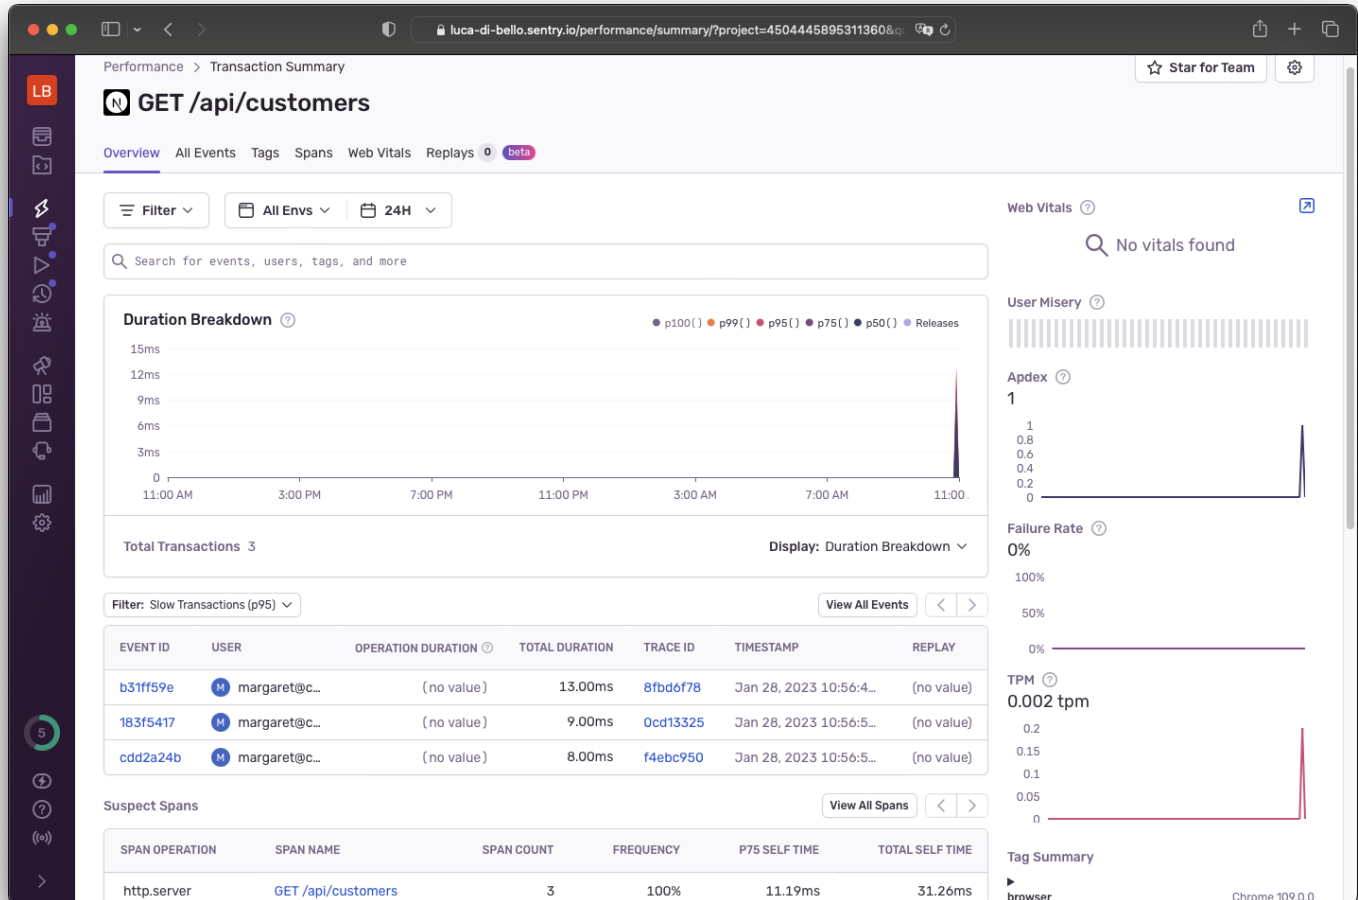 luca-di-bello.sentry.io/performance/summary/?project=4504445895311360&qu
LB
Performance > Transaction Summary
Star for Team
N GET /api/customers
Overview All Events Tags Spans Web Vitals Replays 0 beta
Filter All Envs 24H
Search for events, users, tags, and more
Duration Breakdown ?
p100() p99() p95() p75() p50() Releases
15ms
12ms
9ms
6ms
3ms
0
11:00 AM 3:00 PM 7:00 PM 11:00 PM 3:00 AM 7:00 AM 11:00 .
Total Transactions 3
Display: Duration Breakdown
Filter: Slow Transactions (p95)
View All Events
EVENT ID USER OPERATION DURATION ? TOTAL DURATION TRACE ID TIMESTAMP REPLAY
b31ff59e M margaret@c... (no value) 13.00ms 8fbd6f78 Jan 28, 2023 10:56:4... (no value)
183f5417 M margaret@c... (no value) 9.00ms 0cd13325 Jan 28, 2023 10:56:5... (no value)
cdd2a24b M margaret@c... (no value) 8.00ms f4ebc950 Jan 28, 2023 10:56:5... (no value)
Suspect Spans
View All Spans
SPAN OPERATION SPAN NAME SPAN COUNT FREQUENCY P75 SELF TIME TOTAL SELF TIME
http.server GET /api/customers 3 100% 11.19ms 31.26ms
Web Vitals ?
No vitals found
User Misery ?
Apdex ?
1
1
0.8
0.6
0.4
0.2
0
Failure Rate ?
0%
100%
50%
0%
TPM ?
0.002 tpm
0.2
0.15
0.1
0.05
0
Tag Summary
browser Chrome 109.0.0
5
?